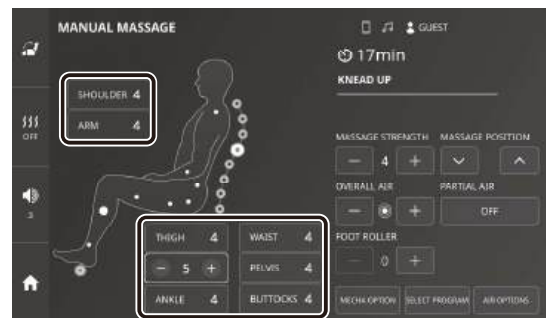 MANUAL MASSAGE
GUEST
17min
KNEAD UP
SHOULDER 4
ARM 4
OFF
3
MASSAGE STRENGTH MASSAGE POSITION
− 4 +
OVERALL AIR PARTIAL AIR
− + OFF
FOOT ROLLER
− 0 +
THIGH 4 WAIST 4
− 5 + PELVIS 4
ANKLE 4 BUTTOCKS 4
MECHA OPTION SELECT PROGRAM AIR OPTIONS